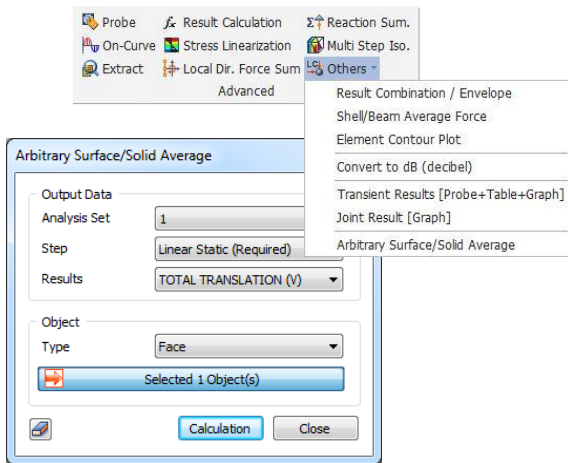 Probe fx Result Calculation Σ Reaction Sum.
On-Curve Stress Linearization Multi Step Iso.
Extract Local Dir. Force Sum LC Others
Advanced
Result Combination / Envelope
Shell/Beam Average Force
Element Contour Plot
Convert to dB (decibel)
Transient Results [Probe+Table+Graph]
Joint Result [Graph]
Arbitrary Surface/Solid Average
Arbitrary Surface/Solid Average
Output Data
Analysis Set 1
Step Linear Static (Required)
Results TOTAL TRANSLATION (V)
Object
Type Face
Selected 1 Object(s)
Calculation Close